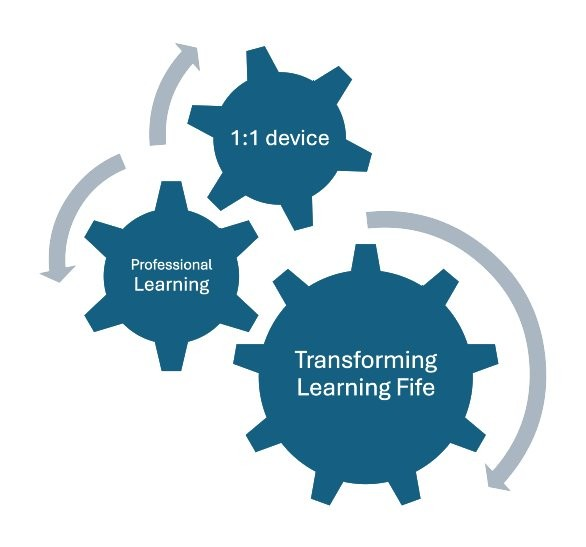 1:1 device
Professional
Learning
Transforming
Learning Fife